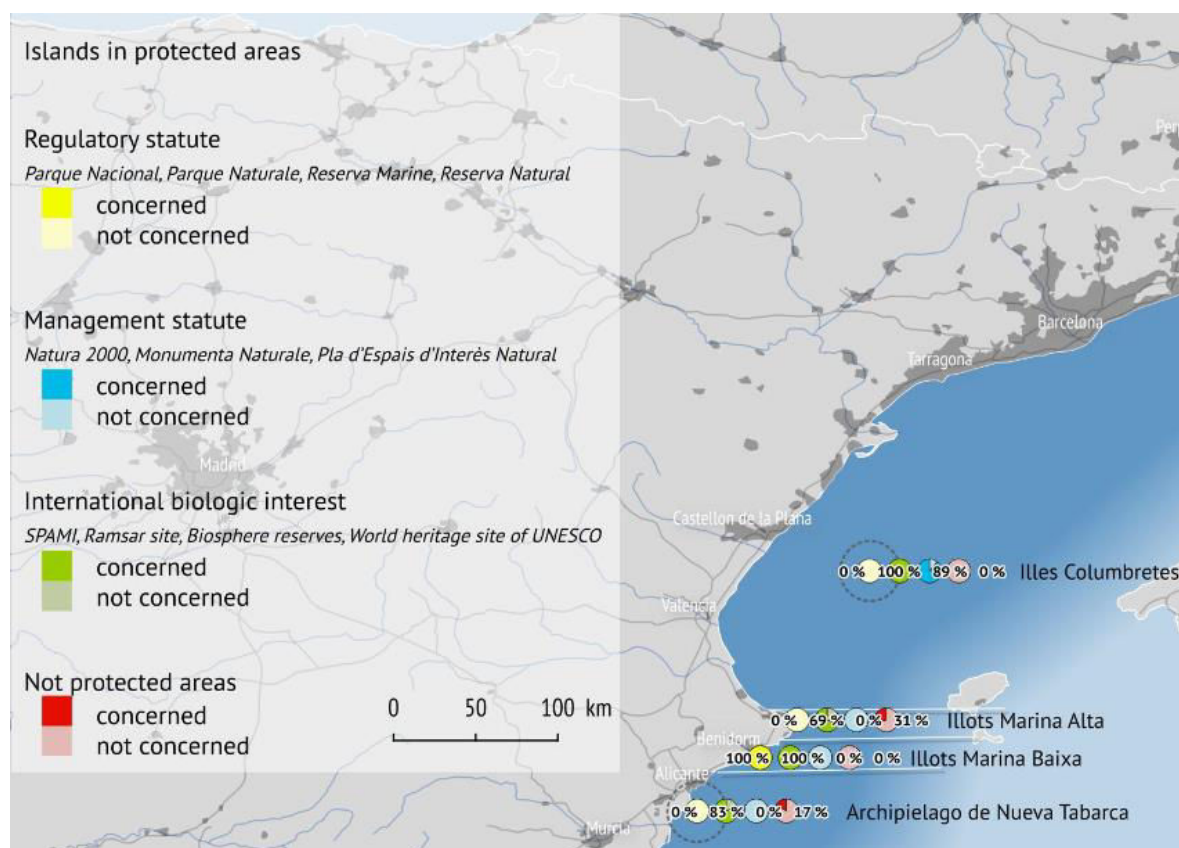 Islands in protected areas
Regulatory statute
Parque Nacional, Parque Naturale, Reserva Marine, Reserva Natural
concerned
not concerned
Management statute
Natura 2000, Monumenta Naturale, Pla d'Espais d'Interès Natural
concerned
not concerned
International biologic interest
SPAMI, Ramsar site, Biosphere reserves, World heritage site of UNESCO
concerned
not concerned
Not protected areas
concerned
not concerned
0 50 100 km
Madrid
Barcelona
Tarragona
Castellon de la Plana
Valencia
Benidorm
Alicante
Murcia
0 % 100 % 89 % 0 % Illes Columbretes
0 % 69 % 0 % 31 % Illots Marina Alta
100 % 100 % 0 % 0 % Illots Marina Baixa
0 % 83 % 0 % 17 % Archipielago de Nueva Tabarca